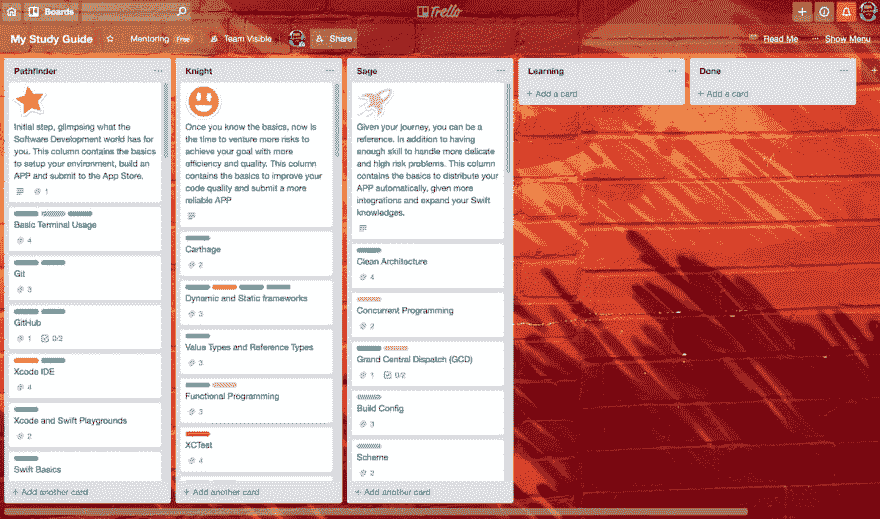 Boards
Trello
My Study Guide
Mentoring
Free
Team Visible
Share
Read Me
... Show Menu
Pathfinder
...
Initial step, glimpsing what the
Software Development world has for
you. This column contains the basics
to setup your environment, build an
APP and submit to the App Store.
1
Basic Terminal Usage
4
Git
3
GitHub
1 0/2
Xcode IDE
4
Xcode and Swift Playgrounds
2
Swift Basics
+ Add another card
Knight
...
Once you know the basics, now is
the time to venture more risks to
achieve your goal with more
efficiency and quality. This column
contains the basics to improve your
code quality and submit a more
reliable APP
Carthage
2
Dynamic and Static frameworks
3
Value Types and Reference Types
3
Functional Programming
3
XCTest
4
+ Add another card
Sage
...
Given your journey, you can be a
reference. In addition to having
enough skill to handle more delicate
and high risk problems. This column
contains the basics to distribute your
APP automatically, given more
integrations and expand your Swift
knowledges.
Clean Architecture
4
Concurrent Programming
2
Grand Central Dispatch (GCD)
1 0/2
Build Config
3
Scheme
2
+ Add another card
Learning
...
+ Add a card
Done
...
+ Add a card